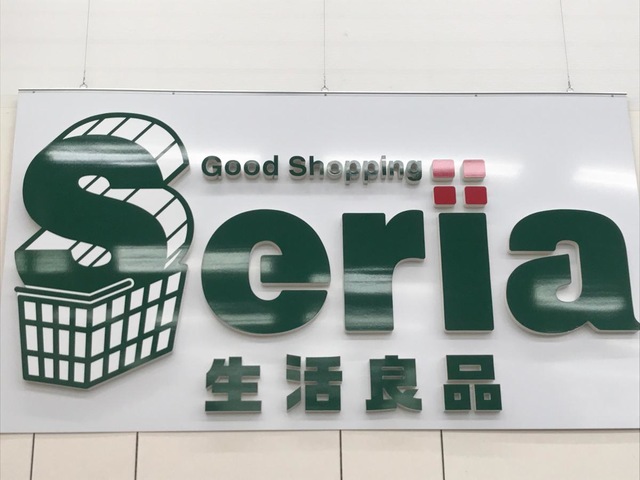 Good Shopping
Seria
生活良品